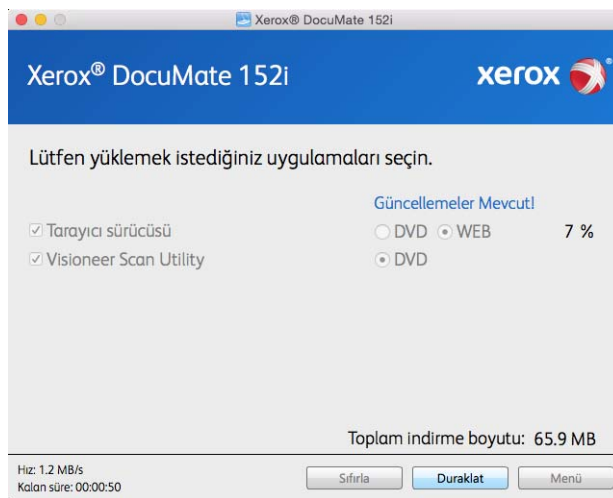 Xerox® DocuMate 152i
Xerox® DocuMate 152i
xerox®
Lütfen yüklemek istediğiniz uygulamaları seçin.
Güncellemeler Mevcut!
Tarayıcı sürücüsü DVD WEB 7 %
Visioneer Scan Utility DVD
Toplam indirme boyutu: 65.9 MB
Hız: 1.2 MB/s
Kalan süre: 00:00:50
Sıfırla Duraklat Menü